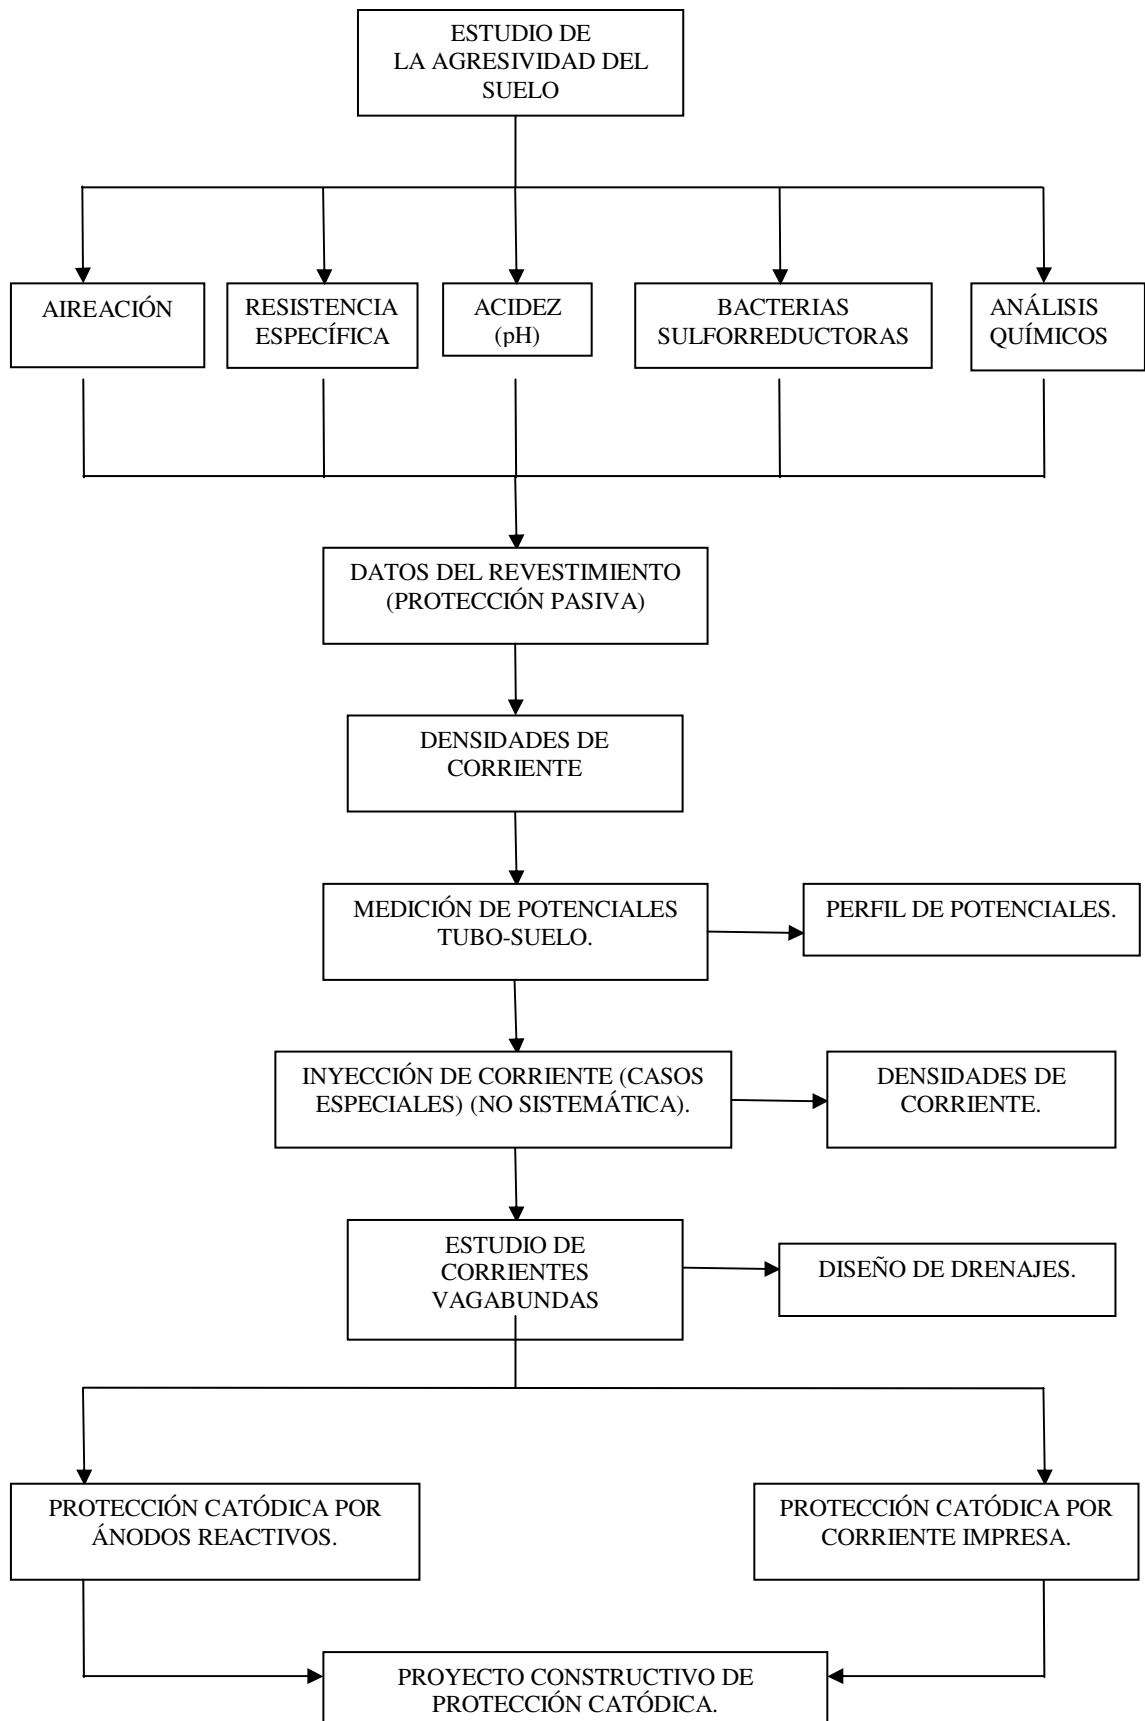 ESTUDIO DE
LA AGRESIVIDAD DEL
SUELO
AIREACIÓN
RESISTENCIA
ESPECÍFICA
ACIDEZ
(pH)
BACTERIAS
SULFORREDUCTORAS
ANÁLISIS
QUÍMICOS
DATOS DEL REVESTIMIENTO
(PROTECCIÓN PASIVA)
DENSIDADES DE
CORRIENTE
MEDICIÓN DE POTENCIALES
TUBO-SUELO.
PERFIL DE POTENCIALES.
INYECCIÓN DE CORRIENTE (CASOS
ESPECIALES) (NO SISTEMÁTICA).
DENSIDADES DE
CORRIENTE.
ESTUDIO DE
CORRIENTES
VAGABUNDAS
DISEÑO DE DRENAJES.
PROTECCIÓN CATÓDICA POR
ÁNODOS REACTIVOS.
PROTECCIÓN CATÓDICA POR
CORRIENTE IMPRESA.
PROYECTO CONSTRUCTIVO DE
PROTECCIÓN CATÓDICA.